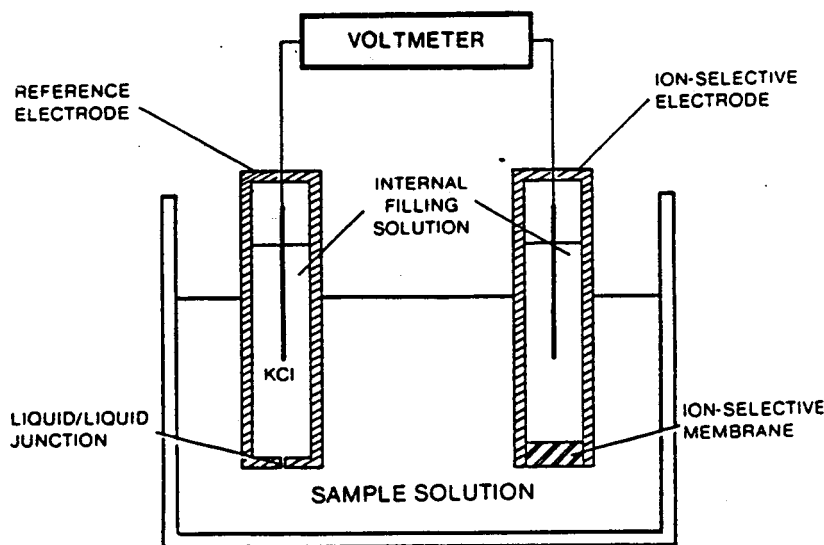 VOLTMETER
REFERENCE
ELECTRODE
ION-SELECTIVE
ELECTRODE
INTERNAL
FILLING
SOLUTION
KCl
LIQUID/LIQUID
JUNCTION
ION-SELECTIVE
MEMBRANE
SAMPLE SOLUTION